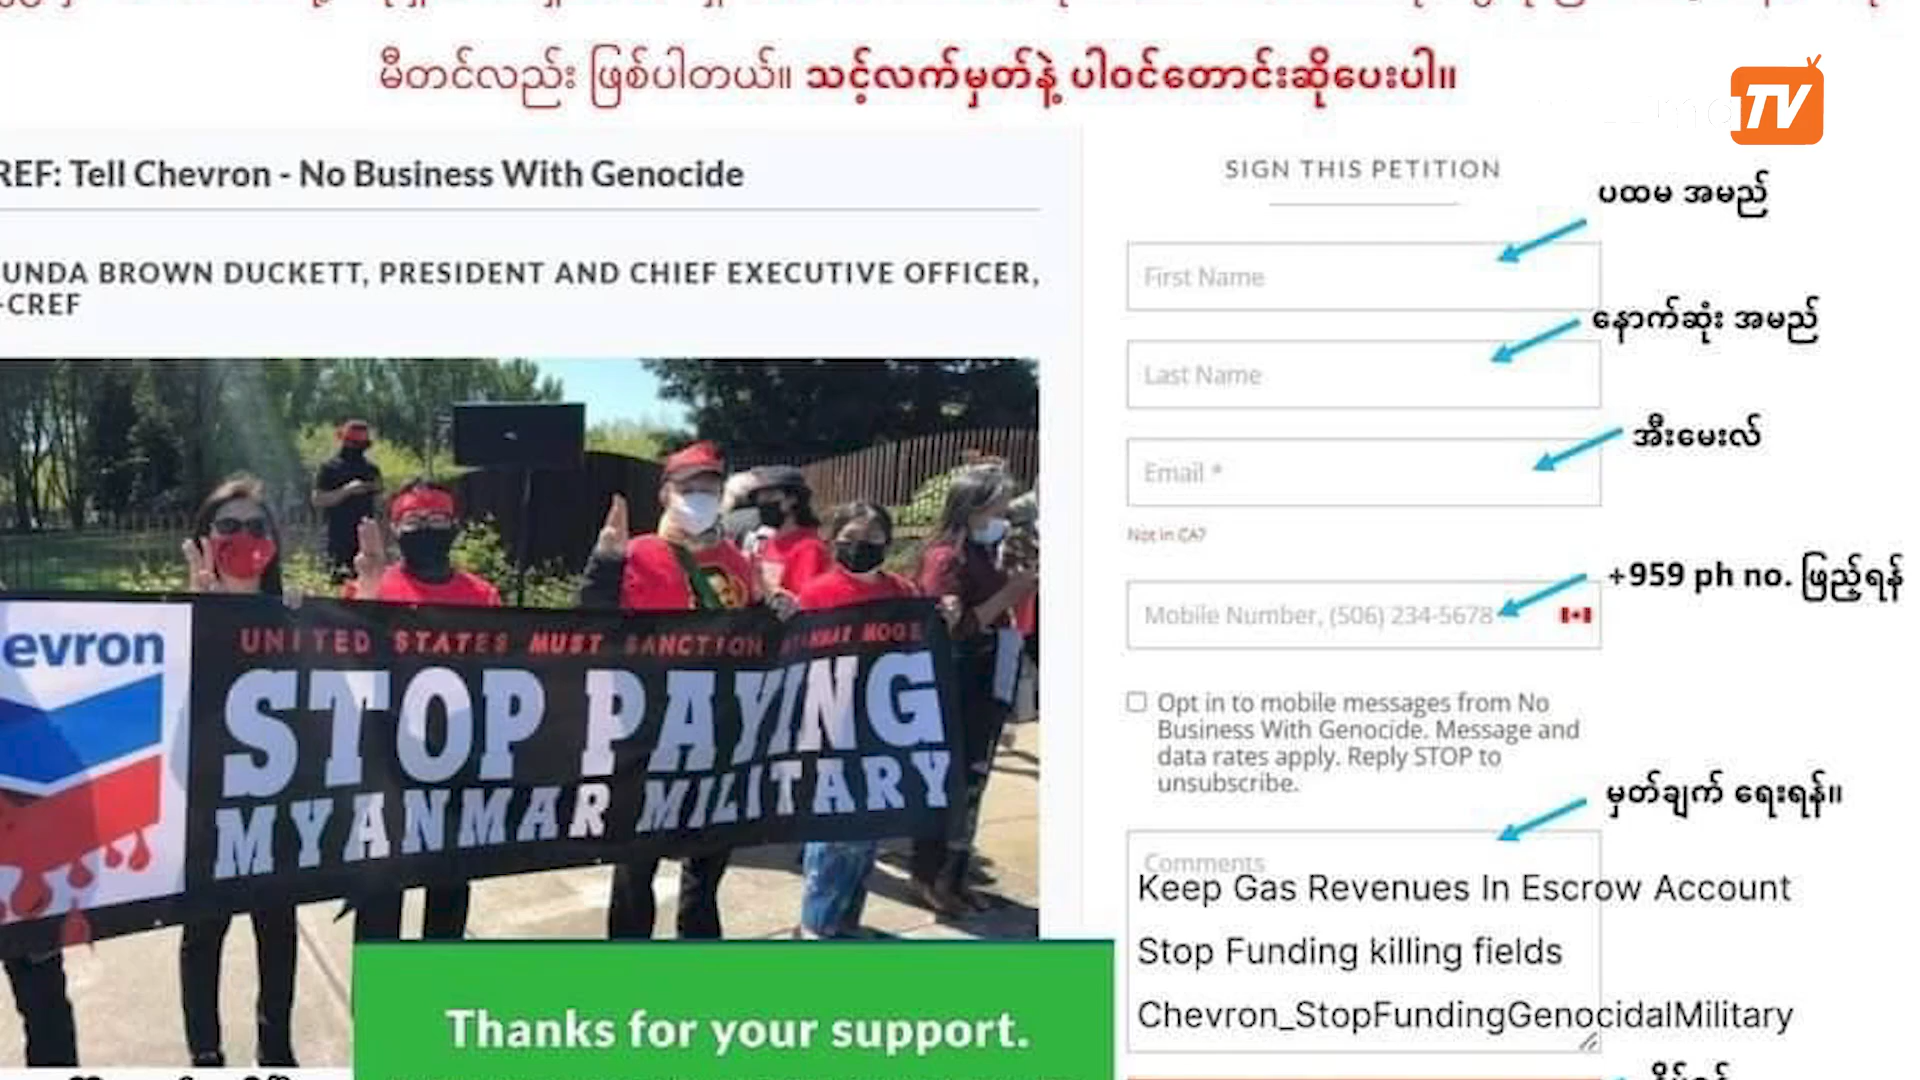 မီတင်လည်း ဖြစ်ပါတယ်။ သင့်လက်မှတ်နဲ့ ပါဝင်တောင်းဆိုပေးပါ။
TV
REF: Tell Chevron - No Business With Genocide
UNDA BROWN DUCKETT, PRESIDENT AND CHIEF EXECUTIVE OFFICER,
-CREF
evron
UNITED STATES MUST SANCTION
STOP PAYING
MYANMAR MILITARY
Thanks for your support.
SIGN THIS PETITION
ပထမ အမည်
First Name
နောက်ဆုံး အမည်
Last Name
အီးမေးလ်
Email *
Not in CA?
+959 ph no. ဖြည့်ရန်
Mobile Number, (506) 234-5678
Opt in to mobile messages from No
Business With Genocide. Message and
data rates apply. Reply STOP to
unsubscribe.
မှတ်ချက် ရေးရန်။
Comments
Keep Gas Revenues In Escrow Account
Stop Funding killing fields
Chevron_StopFundingGenocidalMilitary